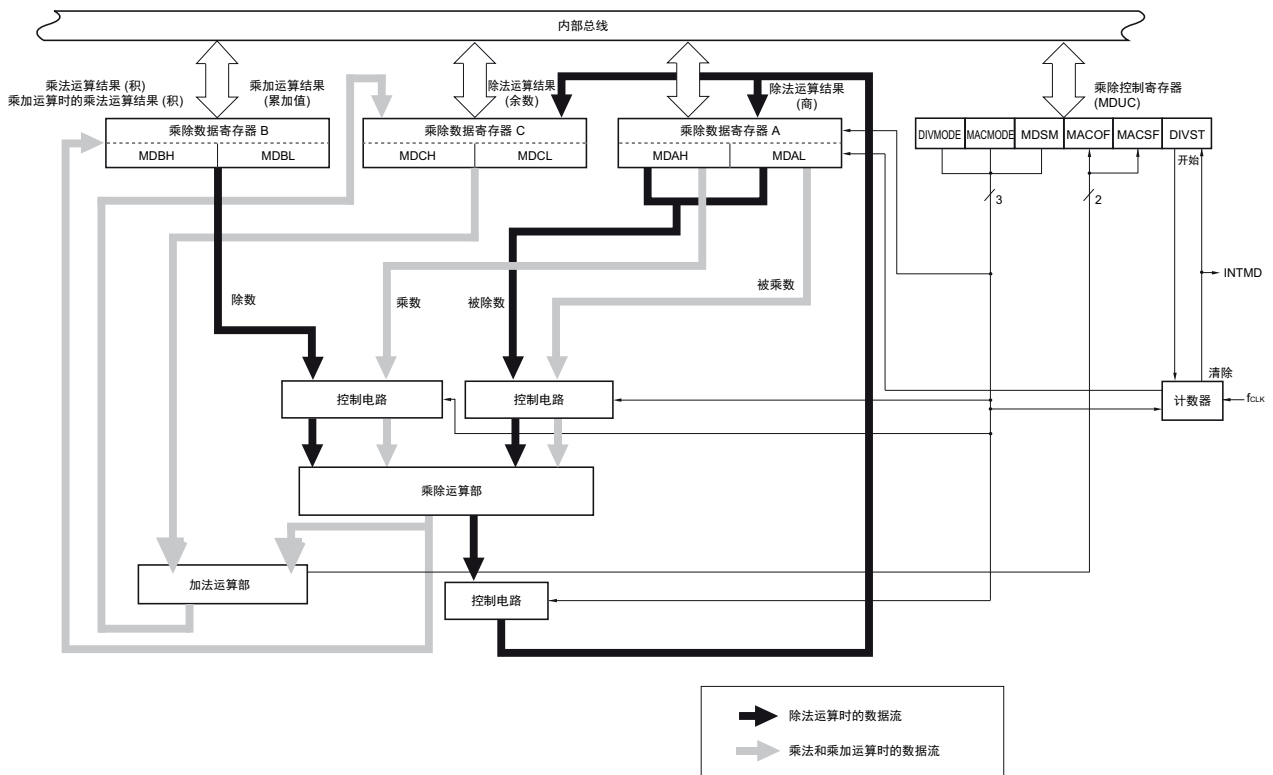 内部总线
乘法运算结果 (积)
乘加运算时的乘法运算结果 (积)
乘加运算结果
(累加值)
除法运算结果
(余数)
除法运算结果
(商)
乘除控制寄存器
(MDUC)
乘除数据寄存器 B
MDBH
MDBL
乘除数据寄存器 C
MDCH
MDCL
乘除数据寄存器 A
MDAH
MDAL
DIVMODE
MACMODE
MDSM
MACOF
MACSF
DIVST
开始
3
2
INTMD
除数
乘数
被除数
被乘数
清除
控制电路
控制电路
计数器
fCLK
乘除运算部
加法运算部
控制电路
除法运算时的数据流
乘法和乘加运算时的数据流